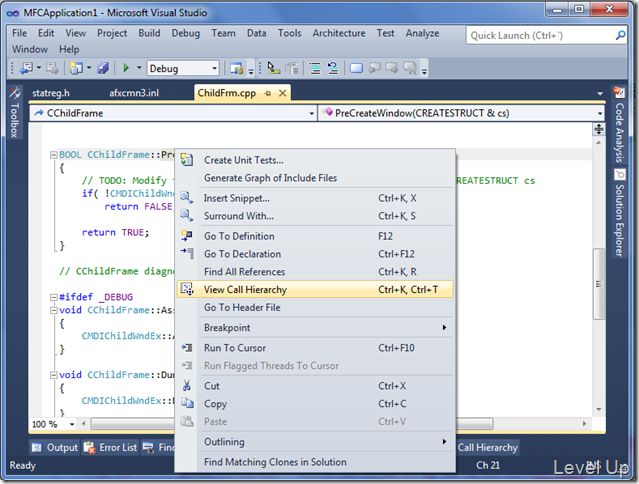 MFCApplication1 - Microsoft Visual Studio
File Edit View Project Build Debug Team Data Tools Architecture Test Analyze
Window Help
Quick Launch (Ctrl+`)
Debug
Toolbox
statreg.h afxcmn3.inl ChildFrm.cpp
CChildFrame PreCreateWindow(CREATESTRUCT & cs)
Code Analysis
Solution Explorer
BOOL CChildFrame::Pre
{
// TODO: Modify CREATESTRUCT cs
if( !CMDIChildWnd
return FALSE
return TRUE;
}
// CChildFrame diagn
#ifdef _DEBUG
void CChildFrame::Ass
{
CMDIChildWndEx::A
}
void CChildFrame::Dum
{
CMDIChildWndEx::
}
Create Unit Tests...
Generate Graph of Include Files
Insert Snippet... Ctrl+K, X
Surround With... Ctrl+K, S
Go To Definition F12
Go To Declaration Ctrl+F12
Find All References Ctrl+K, R
View Call Hierarchy Ctrl+K, Ctrl+T
Go To Header File
Breakpoint
Run To Cursor Ctrl+F10
Run Flagged Threads To Cursor
Cut Ctrl+X
Copy Ctrl+C
Paste Ctrl+V
Outlining
Find Matching Clones in Solution
100 %
Output Error List Find Call Hierarchy
Ready Ch 21 INS
Level Up